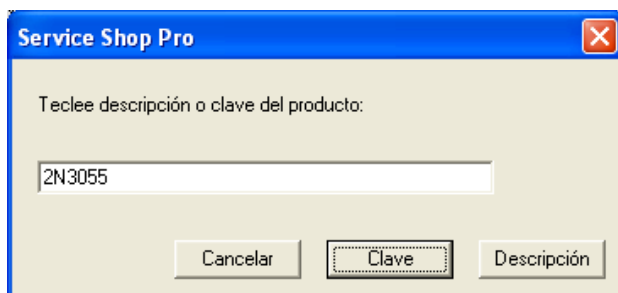 Service Shop Pro
Teclee descripción o clave del producto:
2N3055
Cancelar Clave Descripción